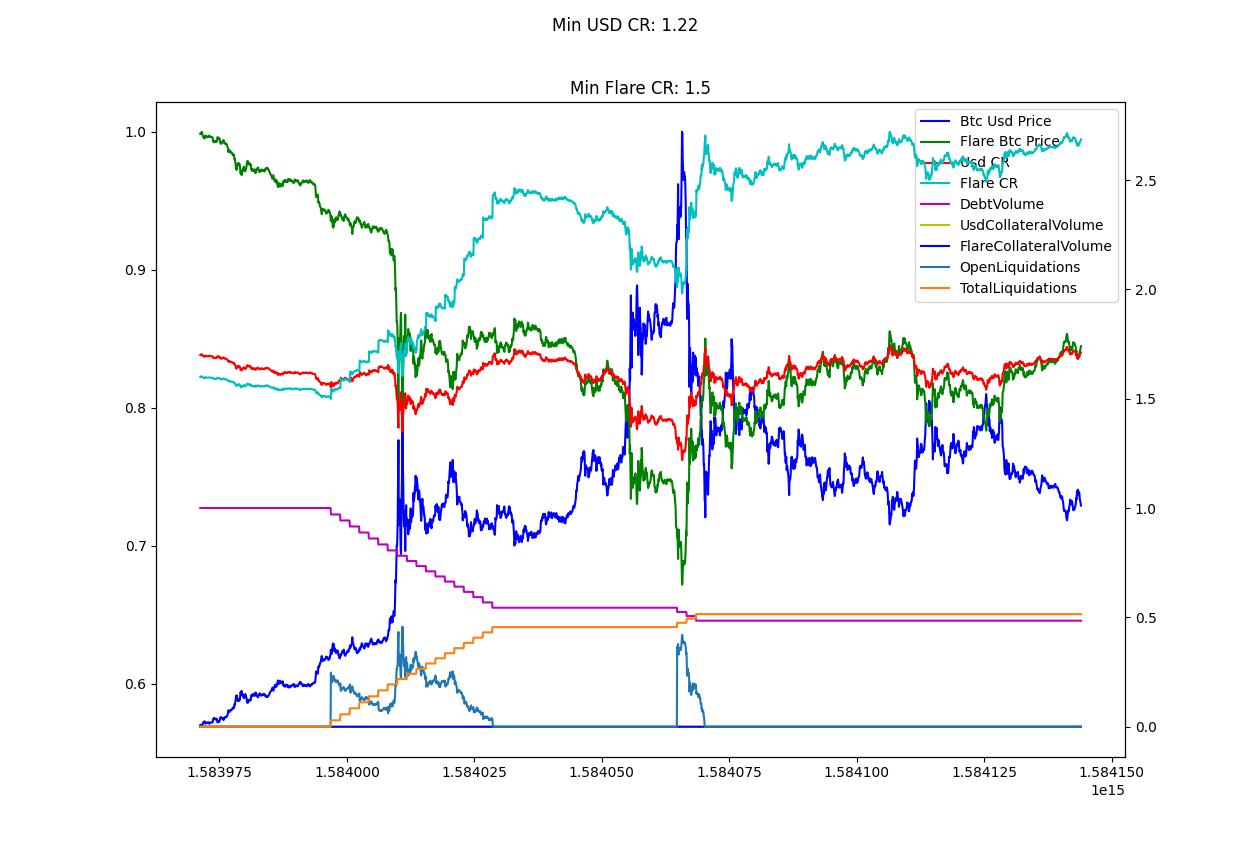 Min USD CR: 1.22
Min Flare CR: 1.5
Btc Usd Price
Flare Btc Price
Usd CR
Flare CR
DebtVolume
UsdCollateralVolume
FlareCollateralVolume
OpenLiquidations
TotalLiquidations
1.0
0.9
0.8
0.7
0.6
2.5
2.0
1.5
1.0
0.5
0.0
1.583975
1.584000
1.584025
1.584050
1.584075
1.584100
1.584125
1.584150
1e15